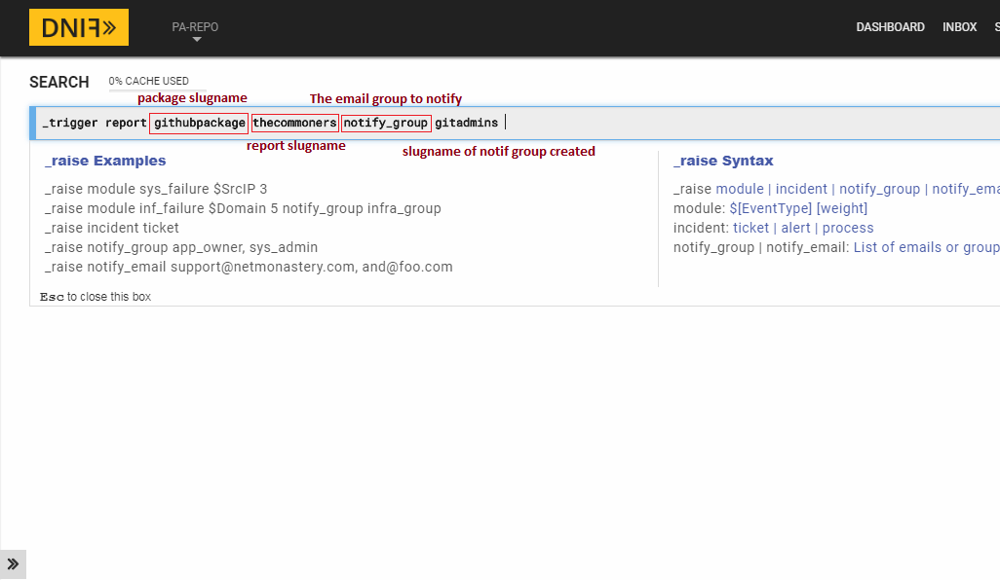 DNIF»
PA-REPO
DASHBOARD INBOX S
SEARCH 0% CACHE USED
package slugname The email group to notify
_trigger report githubpackage thecommoners notify_group gitadmins
report slugname slugname of notif group created
_raise Examples
_raise module sys_failure $SrcIP 3
_raise module inf_failure $Domain 5 notify_group infra_group
_raise incident ticket
_raise notify_group app_owner, sys_admin
_raise notify_email support@netmonastery.com, and@foo.com
Esc to close this box
_raise Syntax
_raise module | incident | notify_group | notify_ema
module: $[EventType] [weight]
incident: ticket | alert | process
notify_group | notify_email: List of emails or group